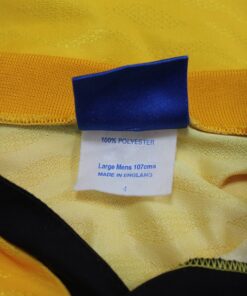 100% POLYESTER
Large Mens 107cms
MADE IN ENGLAND